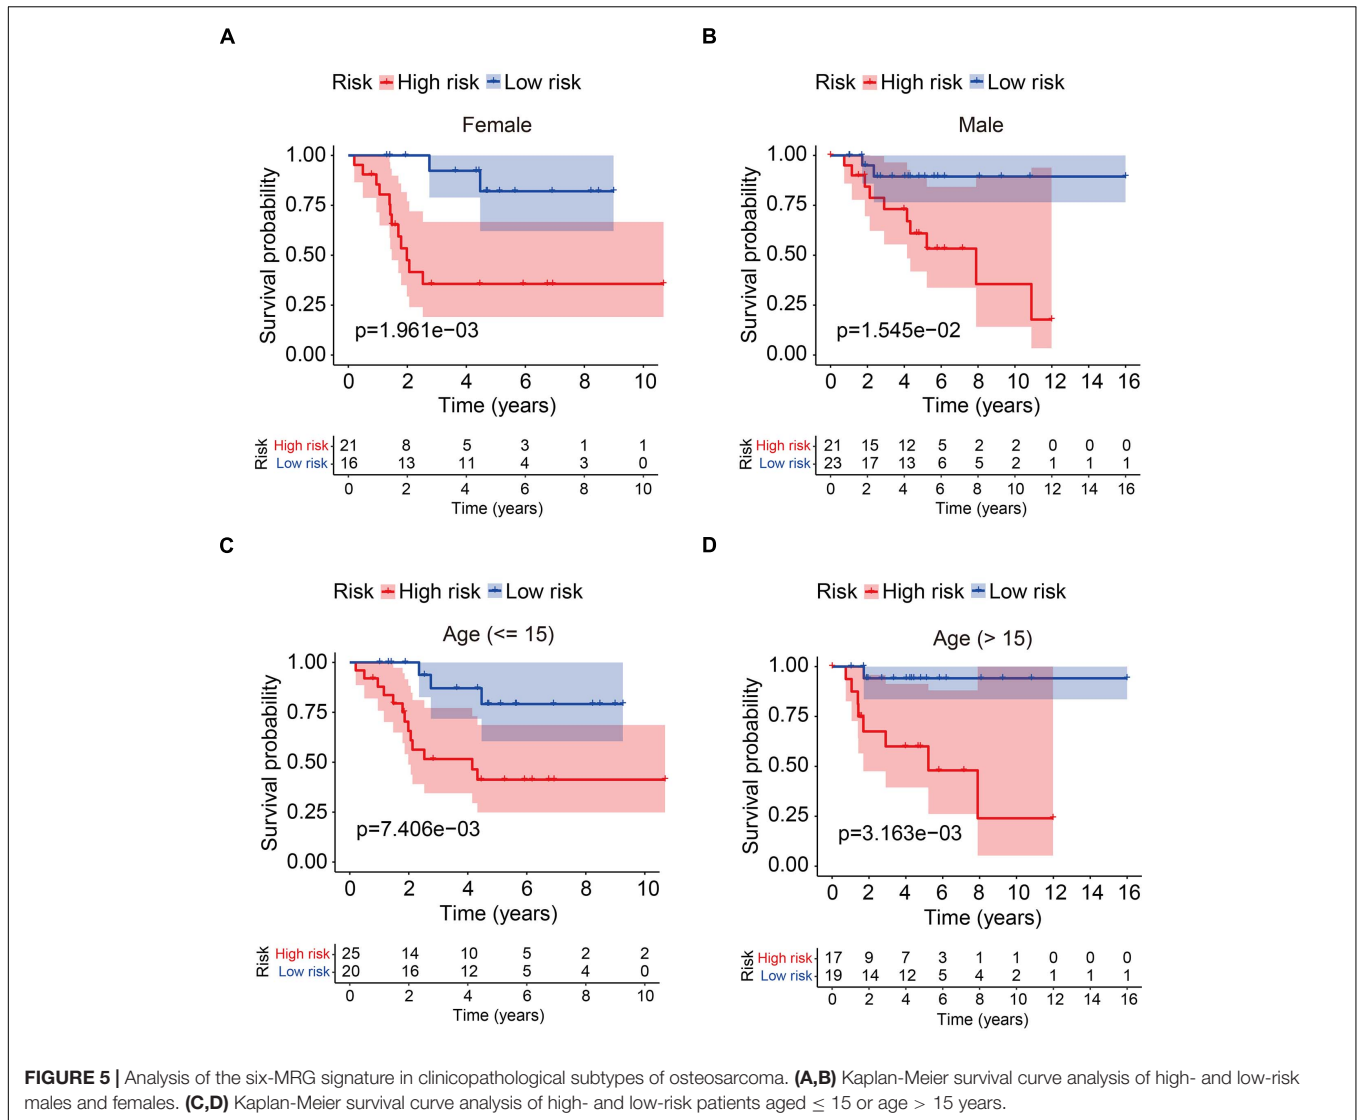 A
Risk High risk Low risk
Female
Survival probability
1.00
0.75
0.50
0.25
0.00
p=1.961e−03
0 2 4 6 8 10
Time (years)
Risk
High risk 21 8 5 3 1 1
Low risk 16 13 11 4 3 0
0 2 4 6 8 10
Time (years)
B
Risk High risk Low risk
Male
Survival probability
1.00
0.75
0.50
0.25
0.00
p=1.545e−02
0 2 4 6 8 10 12 14 16
Time (years)
Risk
High risk 21 15 12 5 2 2 0 0 0
Low risk 23 17 13 6 5 2 1 1 1
0 2 4 6 8 10 12 14 16
Time (years)
C
Risk High risk Low risk
Age (<= 15)
Survival probability
1.00
0.75
0.50
0.25
0.00
p=7.406e−03
0 2 4 6 8 10
Time (years)
Risk
High risk 25 14 10 5 2 2
Low risk 20 16 12 5 4 0
0 2 4 6 8 10
Time (years)
D
Risk High risk Low risk
Age (> 15)
Survival probability
1.00
0.75
0.50
0.25
0.00
p=3.163e−03
0 2 4 6 8 10 12 14 16
Time (years)
Risk
High risk 17 9 7 3 1 1 0 0 0
Low risk 19 14 12 5 4 2 1 1 1
0 2 4 6 8 10 12 14 16
Time (years)
FIGURE 5 | Analysis of the six-MRG signature in clinicopathological subtypes of osteosarcoma. (A,B) Kaplan-Meier survival curve analysis of high- and low-risk
males and females. (C,D) Kaplan-Meier survival curve analysis of high- and low-risk patients aged ≤ 15 or age > 15 years.